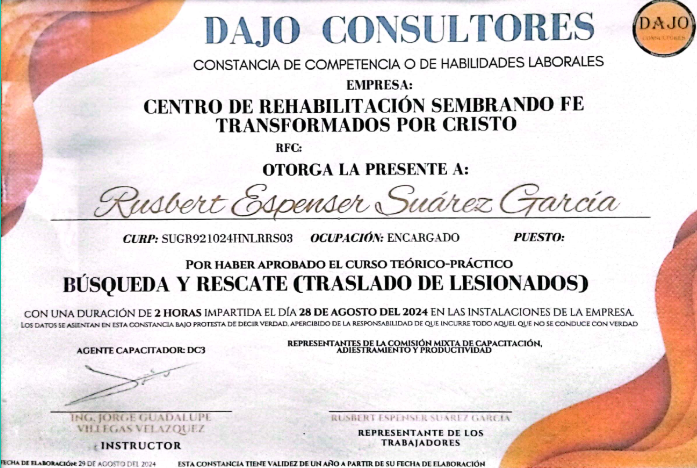 DAJO CONSULTORES
DAJO
CONSULTORES
CONSTANCIA DE COMPETENCIA O DE HABILIDADES LABORALES
EMPRESA:
CENTRO DE REHABILITACIÓN SEMBRANDO FE
TRANSFORMADOS POR CRISTO
RFC:
OTORGA LA PRESENTE A:
Rusbert Espenser Suárez García
CURP: SUGR921024HNLRRS03 OCUPACIÓN: ENCARGADO PUESTO:
POR HABER APROBADO EL CURSO TEÓRICO-PRÁCTICO
BÚSQUEDA Y RESCATE (TRASLADO DE LESIONADOS)
CON UNA DURACIÓN DE 2 HORAS IMPARTIDA EL DÍA 28 DE AGOSTO DEL 2024 EN LAS INSTALACIONES DE LA EMPRESA.
LOS DATOS SE ASIENTAN EN ESTA CONSTANCIA BAJO PROTESTA DE DECIR VERDAD, APERCIBIDO DE LA RESPONSABILIDAD DE QUE INCURRE TODO AQUEL QUE NO SE CONDUCE CON VERDAD
AGENTE CAPACITADOR: DC3
REPRESENTANTES DE LA COMISIÓN MIXTA DE CAPACITACIÓN,
ADIESTRAMIENTO Y PRODUCTIVIDAD
ING. JORGE GUADALUPE
VILLEGAS VELAZQUEZ
INSTRUCTOR
RUSBERT ESPENSER SUAREZ GARCIA
REPRESENTANTE DE LOS
TRABAJADORES
FECHA DE ELABORACIÓN: 29 DE AGOSTO DEL 2024 ESTA CONSTANCIA TIENE VALIDEZ DE UN AÑO A PARTIR DE SU FECHA DE ELABORACIÓN